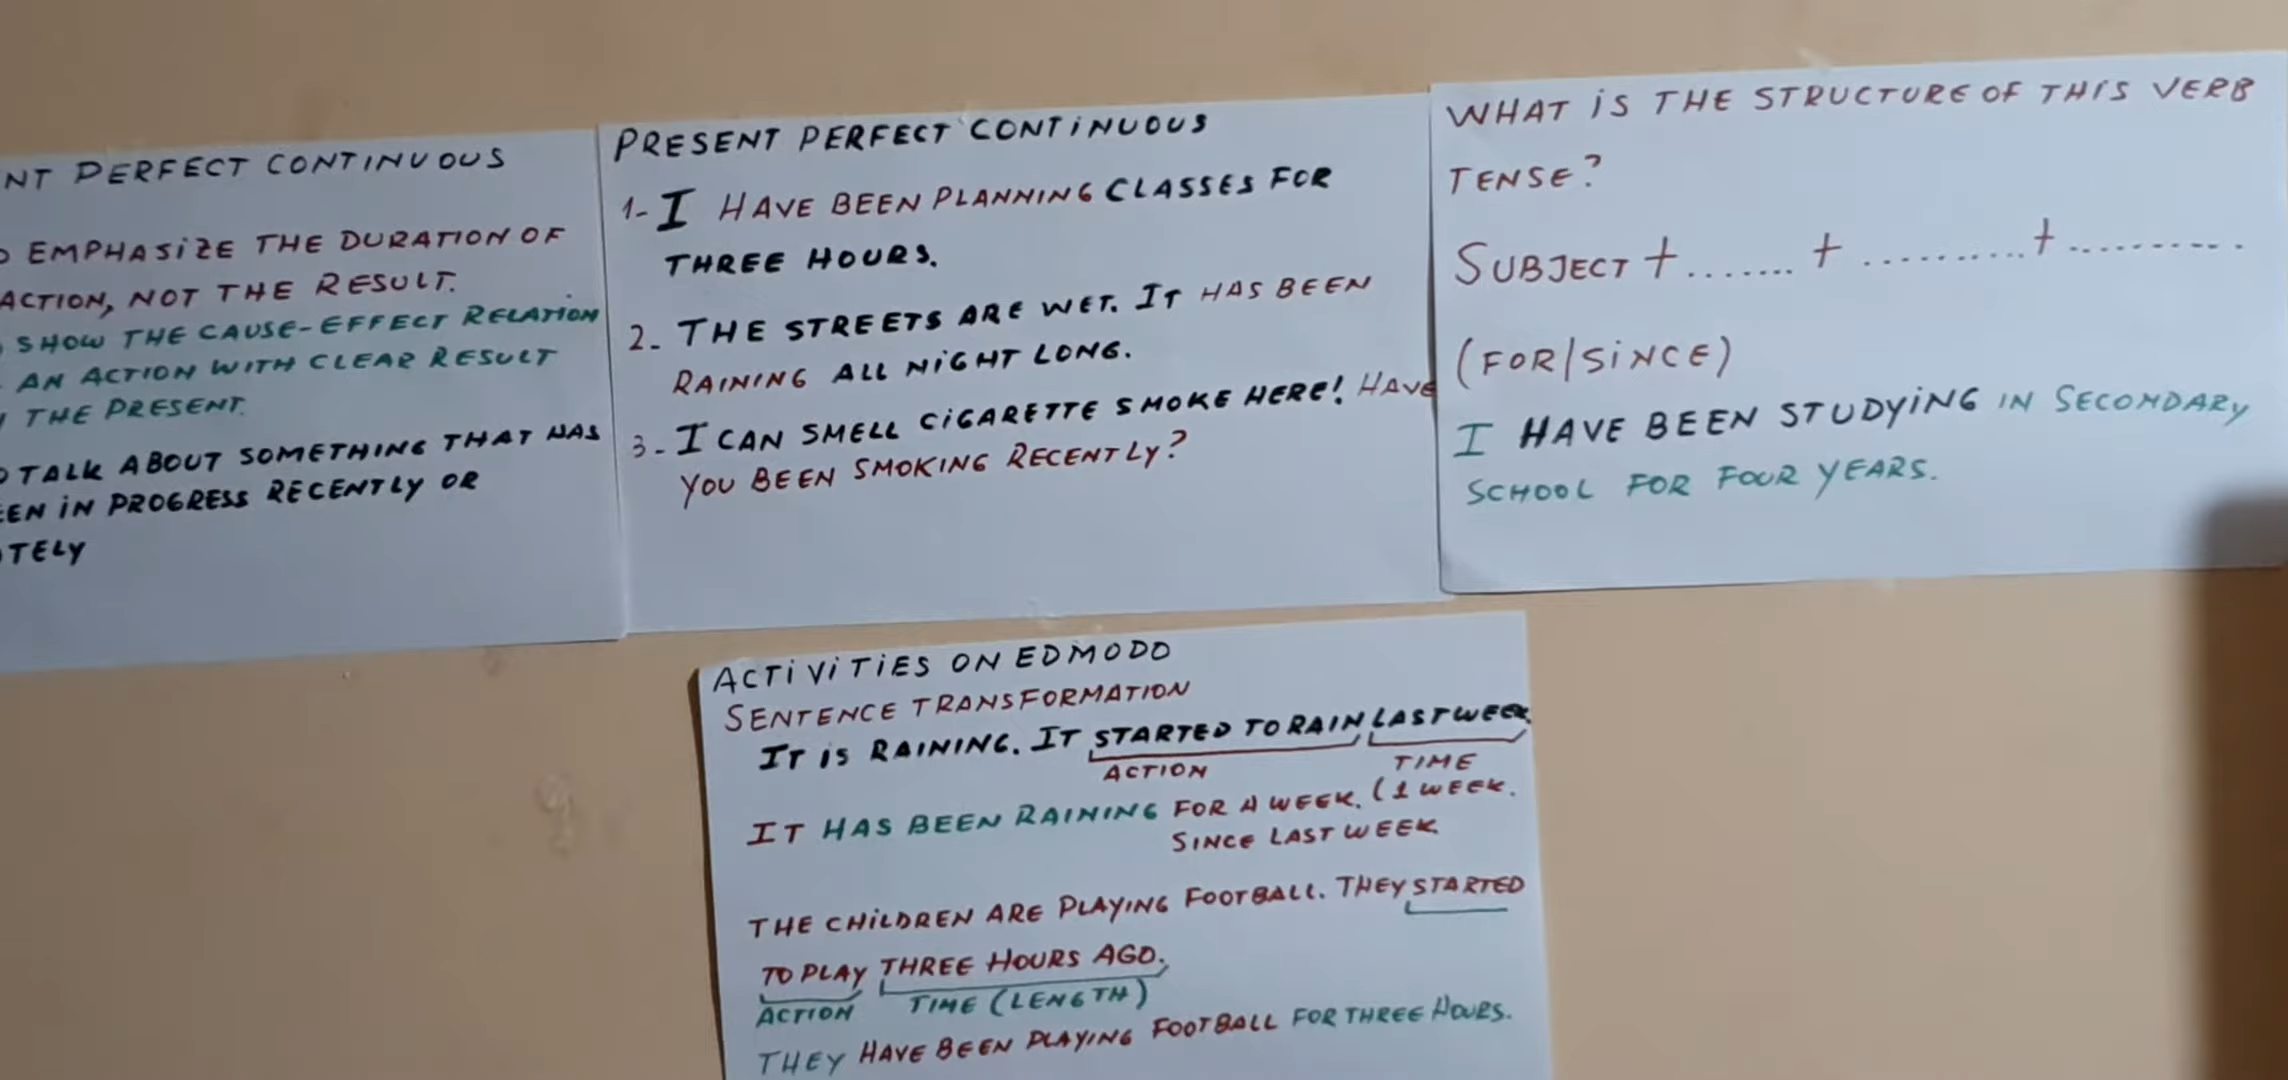 NT PERFECT CONTINUOUS
EMPHASIZE THE DURATION OF
ACTION, NOT THE RESULT.
SHOW THE CAUSE-EFFECT RELATION
AN ACTION WITH CLEAR RESULT
THE PRESENT.
TALK ABOUT SOMETHING THAT HAS
EEN IN PROGRESS RECENTLY OR
TELY
PRESENT PERFECT CONTINUOUS
1- I HAVE BEEN PLANNING CLASSES FOR
THREE HOURS.
2- THE STREETS ARE WET. IT HAS BEEN
RAINING ALL NIGHT LONG.
3- I CAN SMELL CIGARETTE SMOKE HERE! HAVE
YOU BEEN SMOKING RECENTLY?
WHAT IS THE STRUCTURE OF THIS VERB
TENSE?
SUBJECT + ....... + .......... + ...........
(FOR/SINCE)
I HAVE BEEN STUDYING IN SECONDARY
SCHOOL FOR FOUR YEARS.
ACTIVITIES ON EDMODO
SENTENCE TRANSFORMATION
IT IS RAINING. IT STARTED TO RAIN LAST WEEK.
ACTION TIME
IT HAS BEEN RAINING FOR A WEEK. (1 WEEK.
SINCE LAST WEEK
THE CHILDREN ARE PLAYING FOOTBALL. THEY STARTED
TO PLAY THREE HOURS AGO.
ACTION TIME (LENGTH)
THEY HAVE BEEN PLAYING FOOTBALL FOR THREE HOURS.